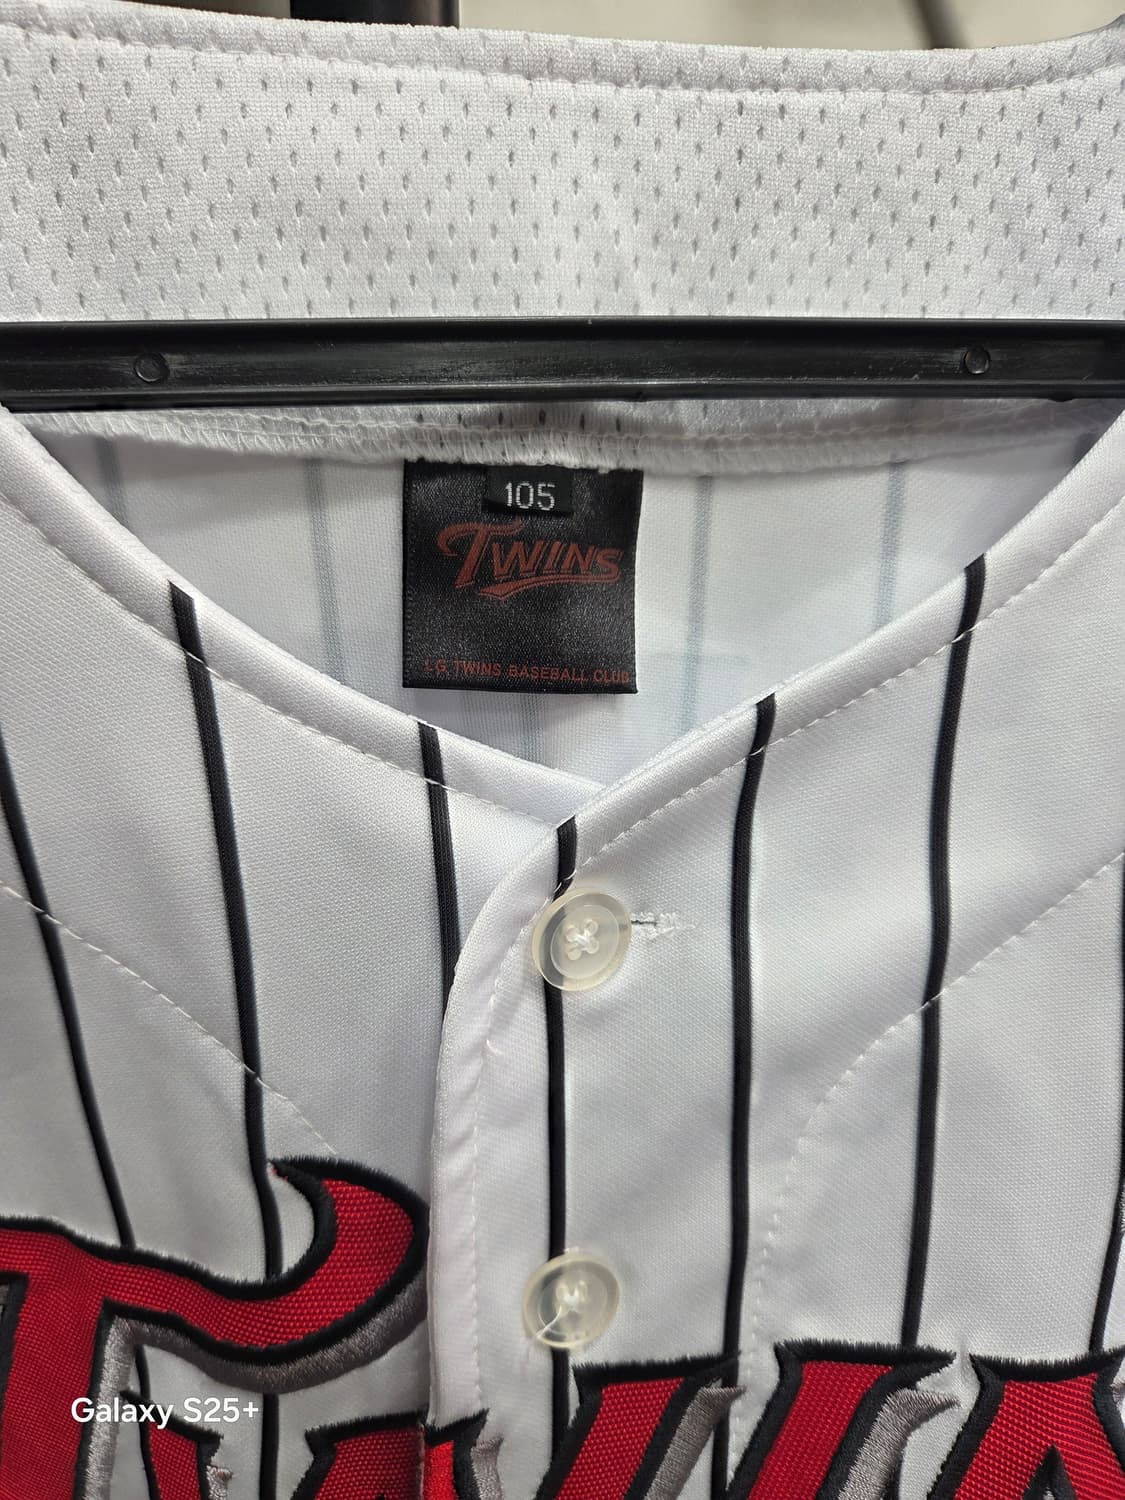 105
TWINS
LG TWINS BASEBALL CLUB
Galaxy S25+